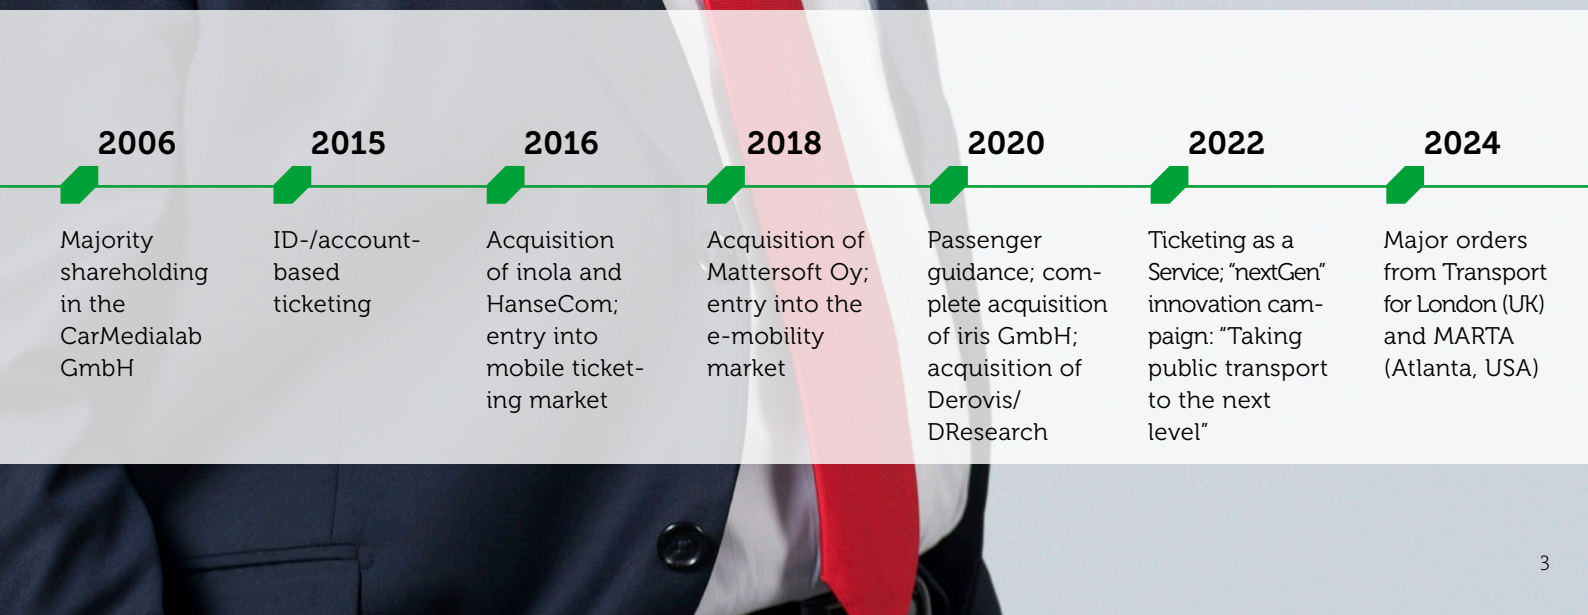 2006
Majority
shareholding
in the
CarMedialab
GmbH
2015
ID-/account-
based
ticketing
2016
Acquisition
of inola and
HanseCom;
entry into
mobile ticket-
ing market
2018
Acquisition of
Mattersoft Oy;
entry into the
e-mobility
market
2020
Passenger
guidance; com-
plete acquisition
of iris GmbH;
acquisition of
Derovis/
DResearch
2022
Ticketing as a
Service; “nextGen”
innovation cam-
paign: “Taking
public transport
to the next
level”
2024
Major orders
from Transport
for London (UK)
and MARTA
(Atlanta, USA)
3